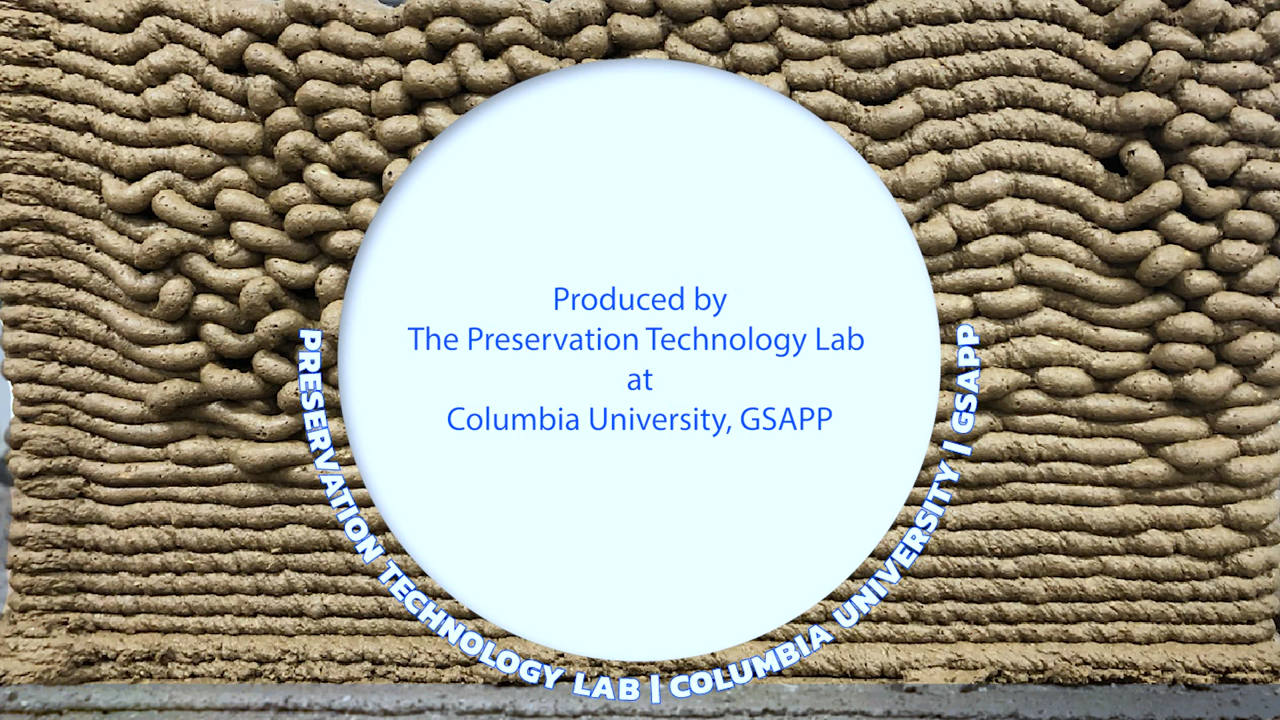 Produced by
The Preservation Technology Lab
at
Columbia University, GSAPP
PRESERVATION TECHNOLOGY LAB | COLUMBIA UNIVERSITY | GSAPP